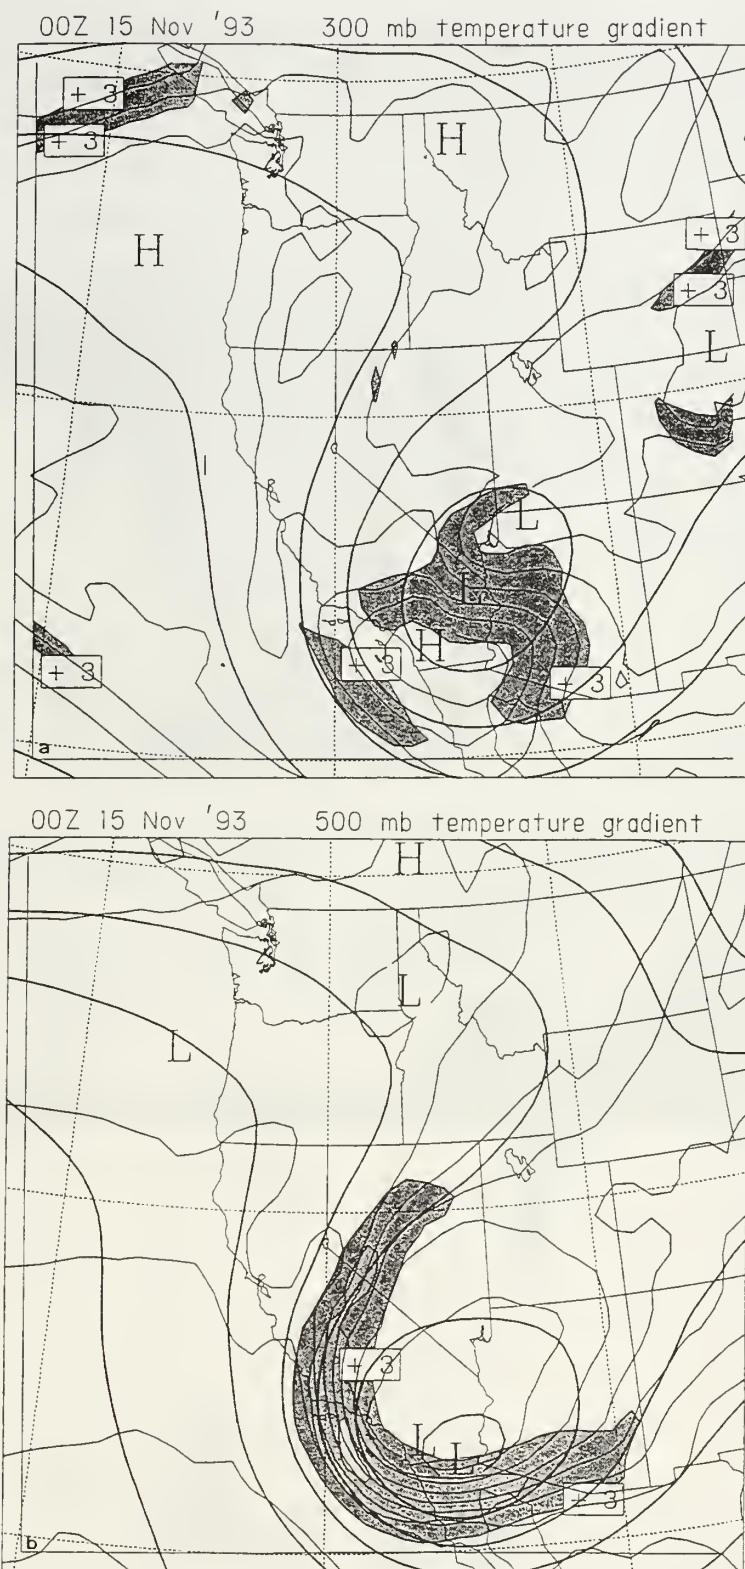 00Z 15 Nov '93 300 mb temperature gradient
+ 3
H
+ 3
H
+ 3
+ 3
L
L
L
H
+ 3
+ 3
+ 3
a
00Z 15 Nov '93 500 mb temperature gradient
H
L
L
+ 3
L
L
+ 3
b